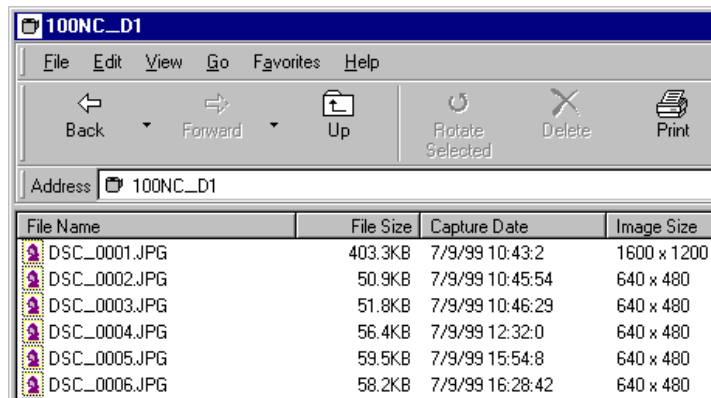 100NC_D1
File Edit View Go Favorites Help
Back Forward Up Rotate Selected Delete Print
Address 100NC_D1
File Name File Size Capture Date Image Size
DSC_0001.JPG 403.3KB 7/9/99 10:43:2 1600 x 1200
DSC_0002.JPG 50.9KB 7/9/99 10:45:54 640 x 480
DSC_0003.JPG 51.8KB 7/9/99 10:46:29 640 x 480
DSC_0004.JPG 56.4KB 7/9/99 12:32:0 640 x 480
DSC_0005.JPG 59.5KB 7/9/99 15:54:8 640 x 480
DSC_0006.JPG 58.2KB 7/9/99 16:28:42 640 x 480